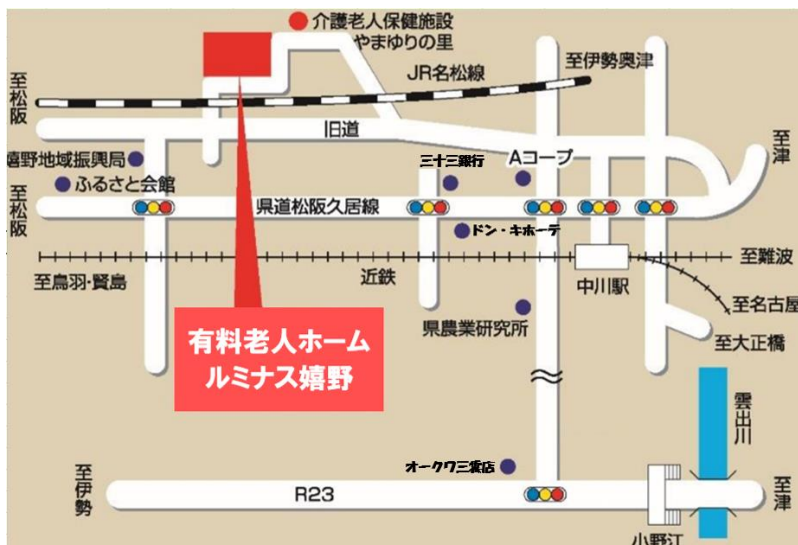 介護老人保健施設
やまゆりの里
至伊勢奥津
JR名松線
至松阪
旧道
至津
嬉野地域振興局
三十三銀行
Aコープ
ふるさと会館
至松阪
県道松阪久居線
ドン・キホーテ
至難波
至鳥羽・賢島
近鉄
中川駅
至名古屋
県農業研究所
至大正橋
有料老人ホーム
ルミナス嬉野
雲出川
オークワ三雲店
至伊勢
R23
至津
小野江